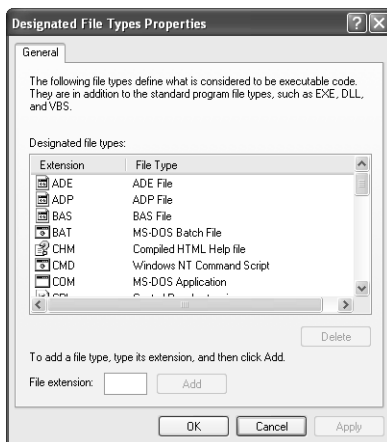 Designated File Types Properties
General
The following file types define what is considered to be executable code.
They are in addition to the standard program file types, such as EXE, DLL,
and VBS.
Designated file types:
Extension File Type
ADE ADE File
ADP ADP File
BAS BAS File
BAT MS-DOS Batch File
CHM Compiled HTML Help file
CMD Windows NT Command Script
COM MS-DOS Application
Delete
To add a file type, type its extension, and then click Add.
File extension: Add
OK Cancel Apply